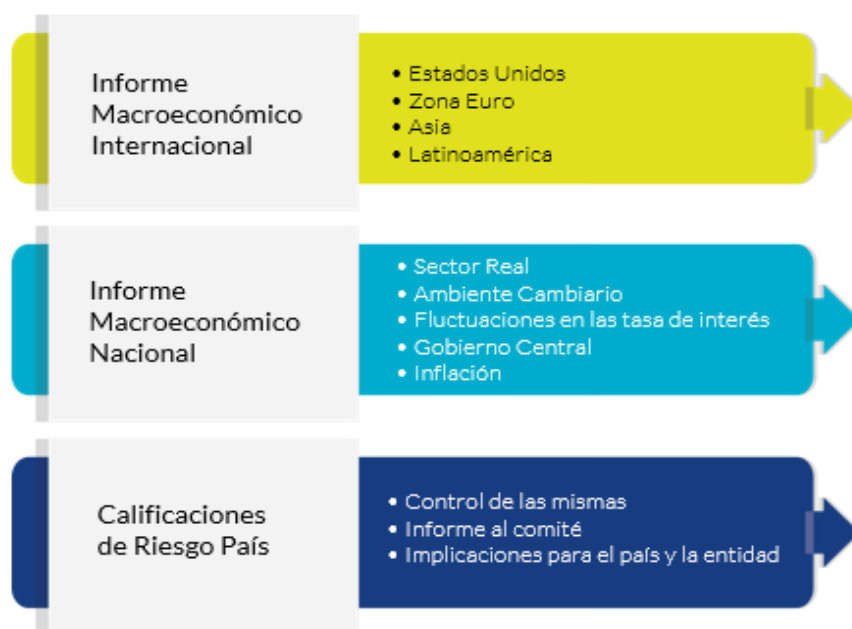 Informe
Macroeconómico
Internacional
• Estados Unidos
• Zona Euro
• Asia
• Latinoamérica
Informe
Macroeconómico
Nacional
• Sector Real
• Ambiente Cambiario
• Fluctuaciones en las tasa de interés
• Gobierno Central
• Inflación
Calificaciones
de Riesgo País
• Control de las mismas
• Informe al comité
• Implicaciones para el país y la entidad